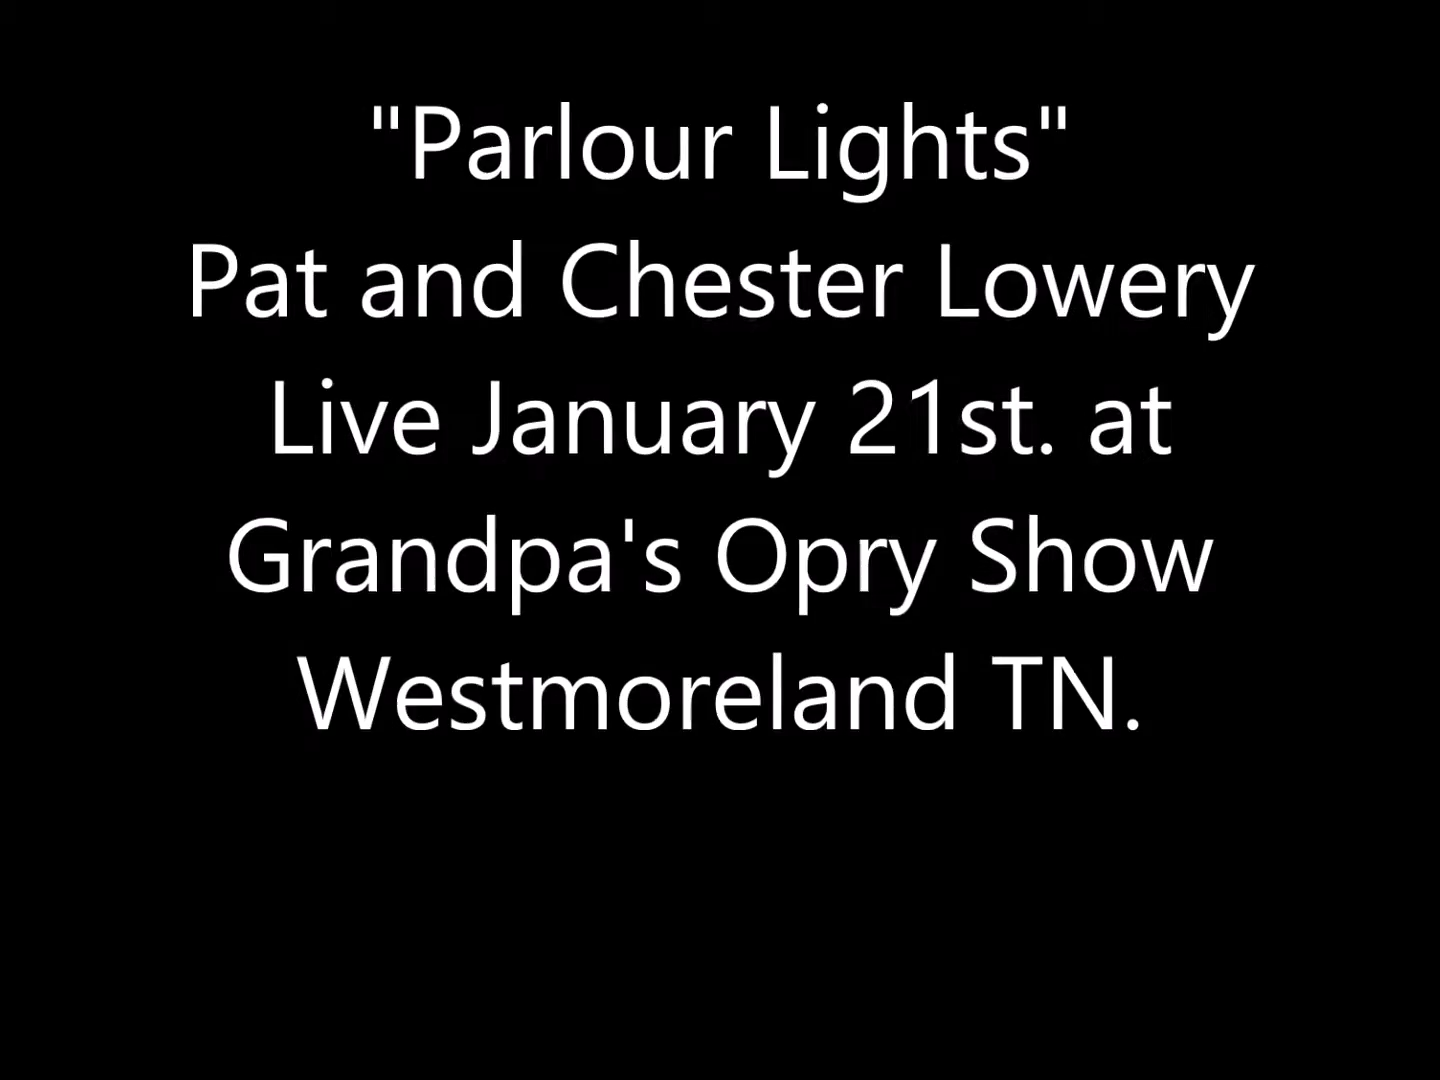 "Parlour Lights"
Pat and Chester Lowery
Live January 21st. at
Grandpa's Opry Show
Westmoreland TN.